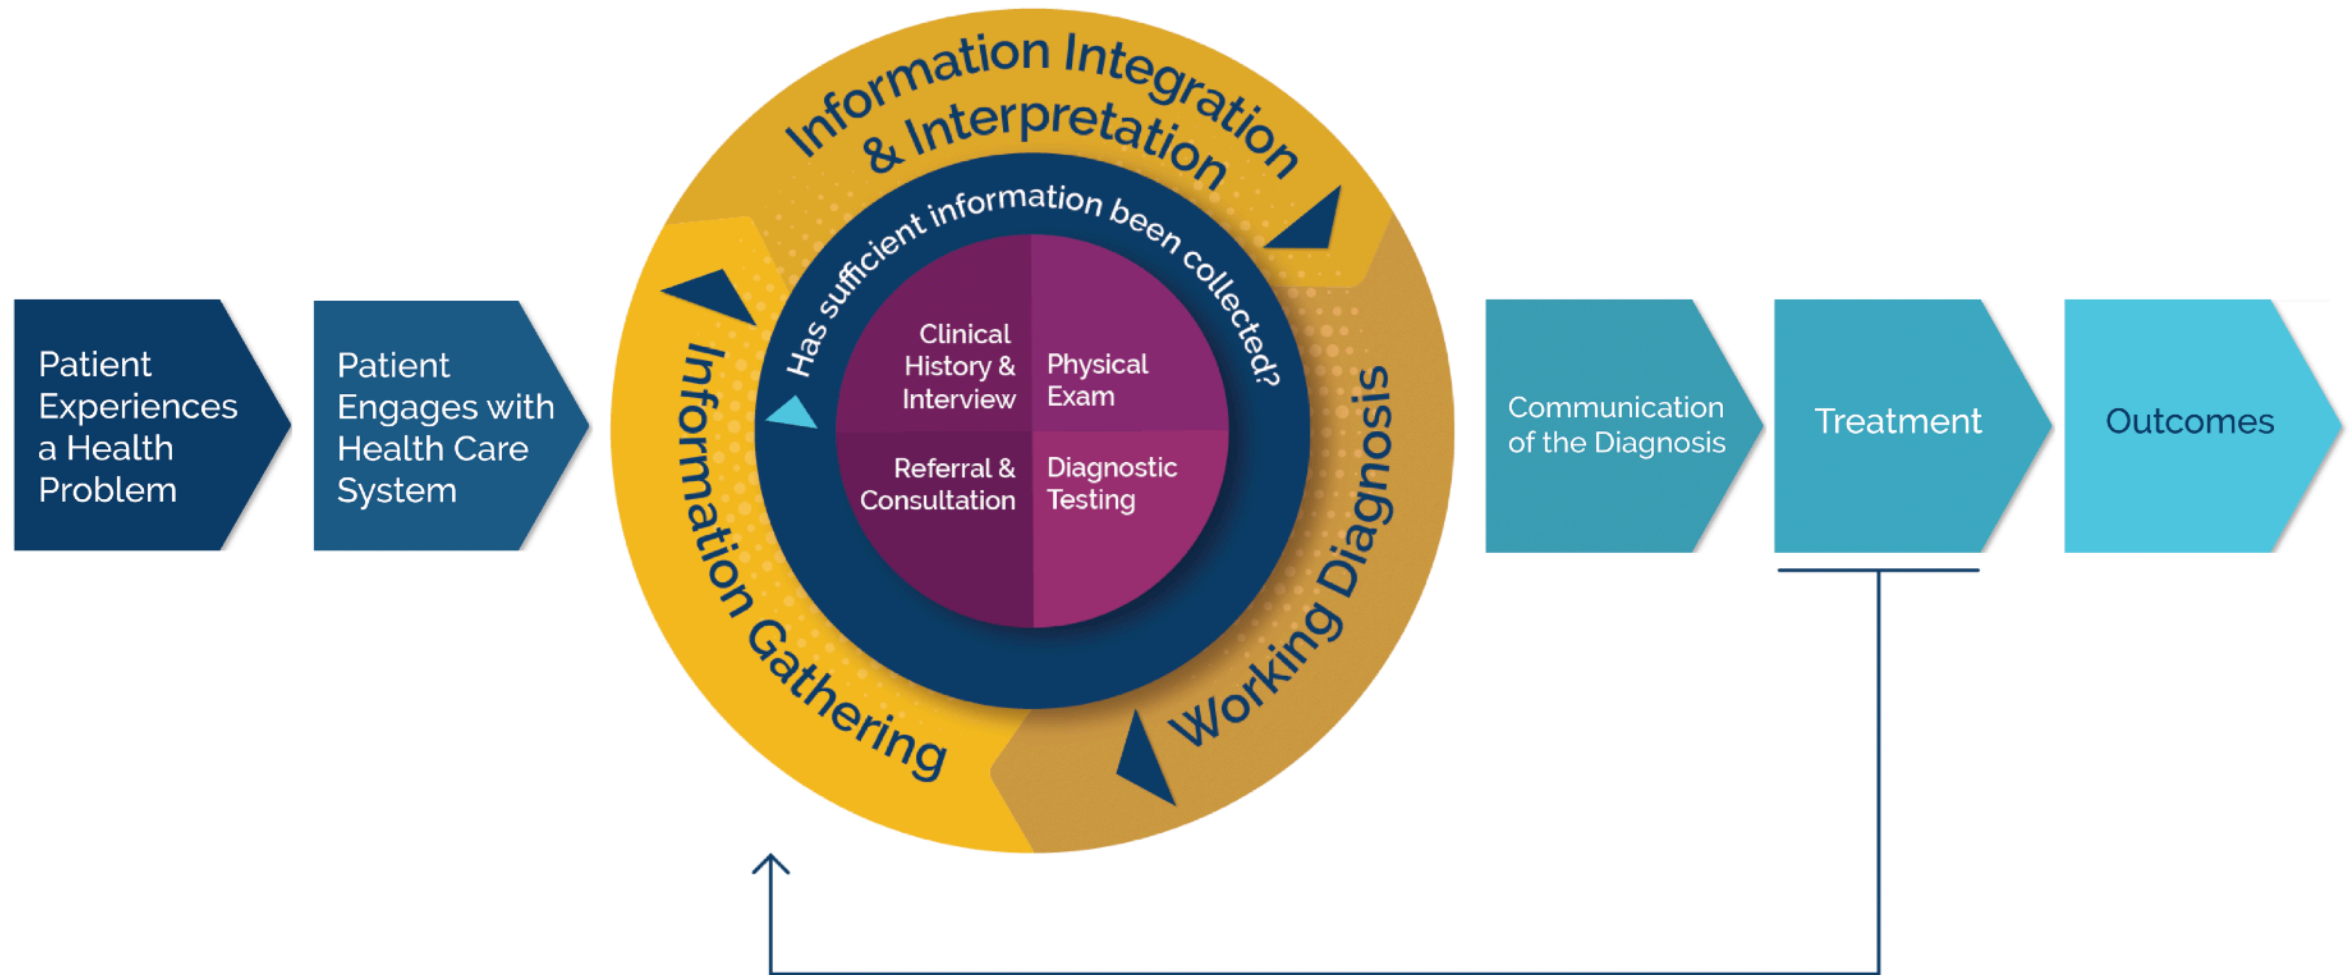 Patient
Experiences
a Health
Problem
Patient
Engages with
Health Care
System
Information Integration
& Interpretation
Has sufficient information been collected?
Clinical
History &
Interview
Physical
Exam
Referral &
Consultation
Diagnostic
Testing
Information Gathering
Working Diagnosis
Communication
of the Diagnosis
Treatment
Outcomes